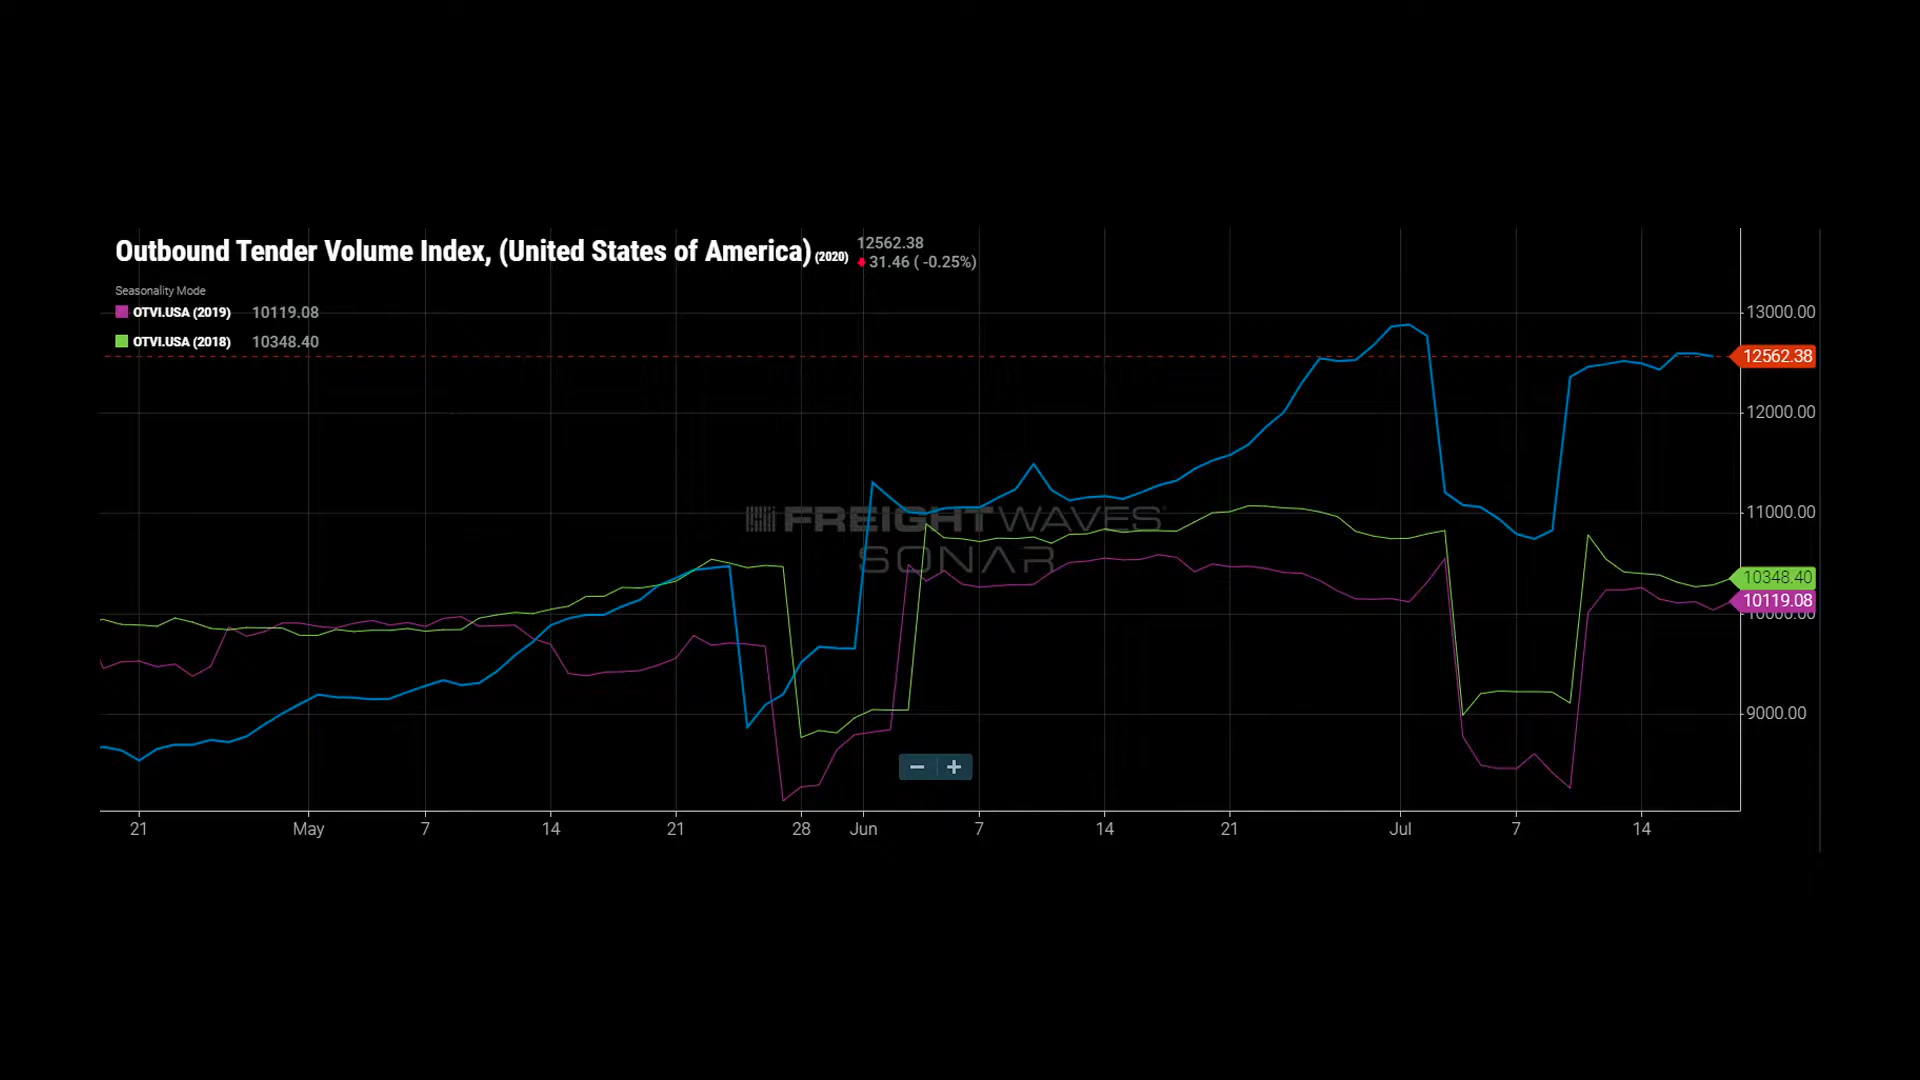 Outbound Tender Volume Index, (United States of America) (2020) 12562.38
31.46 ( -0.25%)
Seasonality Mode
OTVI.USA (2019) 10119.08
OTVI.USA (2018) 10348.40
13000.00
12562.38
12000.00
11000.00
10348.40
10119.08
10000.00
9000.00
FREIGHTWAVES
SONAR
− +
21 May 7 14 21 28 Jun 7 14 21 Jul 7 14